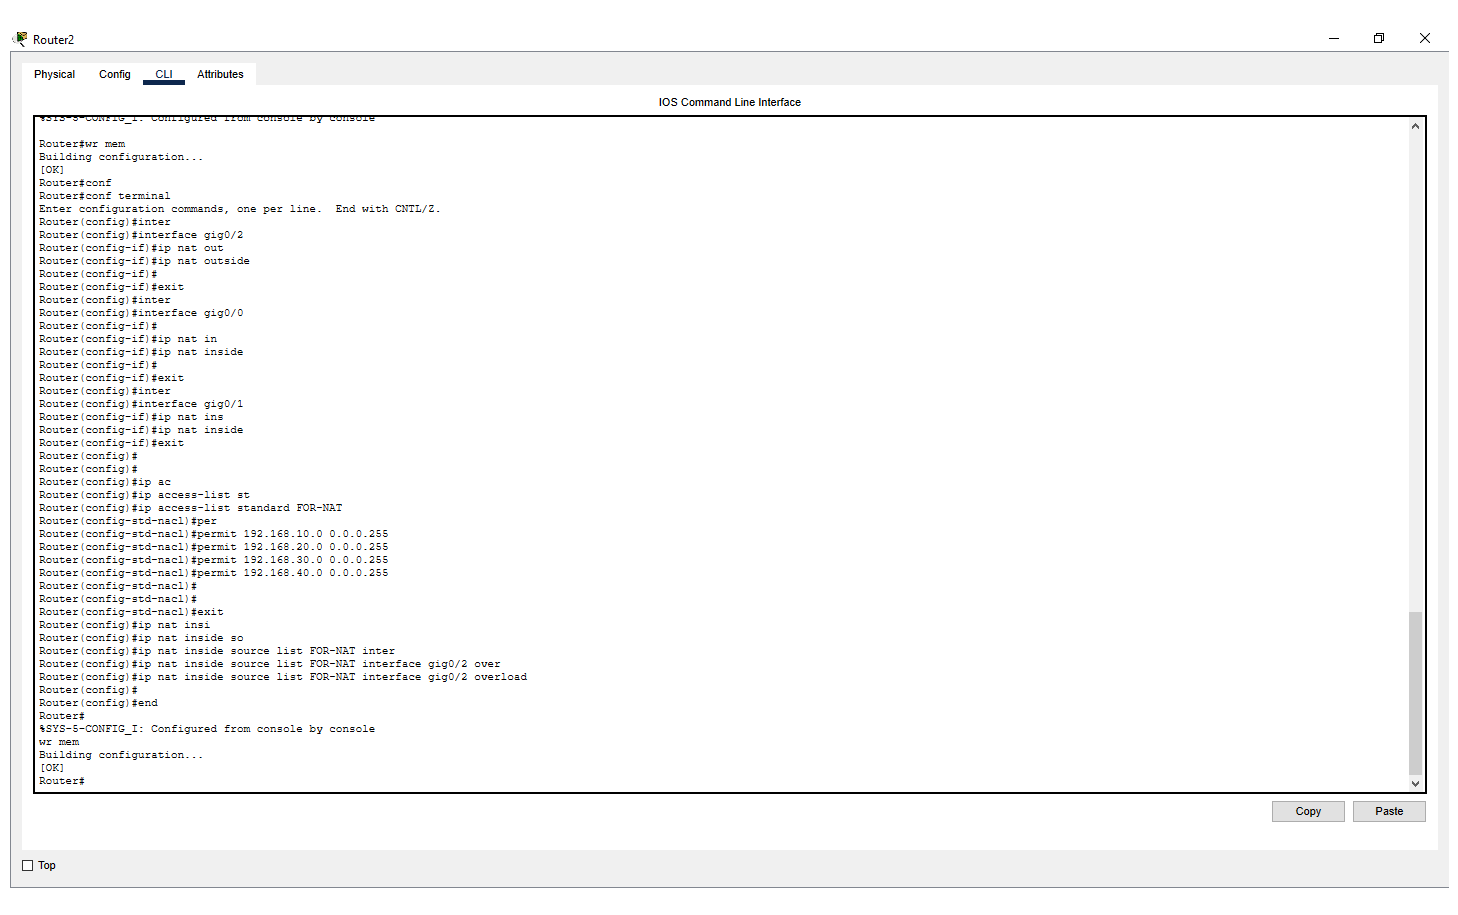 Router2
Physical Config CLI Attributes
IOS Command Line Interface
%SYS-5-CONFIG_I: Configured from console by console
Router#wr mem
Building configuration...
[OK]
Router#conf
Router#conf terminal
Enter configuration commands, one per line.  End with CNTL/Z.
Router(config)#inter
Router(config)#interface gig0/2
Router(config-if)#ip nat out
Router(config-if)#ip nat outside
Router(config-if)#
Router(config-if)#exit
Router(config)#inter
Router(config)#interface gig0/0
Router(config-if)#
Router(config-if)#ip nat in
Router(config-if)#ip nat inside
Router(config-if)#
Router(config-if)#exit
Router(config)#inter
Router(config)#interface gig0/1
Router(config-if)#ip nat ins
Router(config-if)#ip nat inside
Router(config-if)#exit
Router(config)#
Router(config)#
Router(config)#ip ac
Router(config)#ip access-list st
Router(config)#ip access-list standard FOR-NAT
Router(config-std-nacl)#per
Router(config-std-nacl)#permit 192.168.10.0 0.0.0.255
Router(config-std-nacl)#permit 192.168.20.0 0.0.0.255
Router(config-std-nacl)#permit 192.168.30.0 0.0.0.255
Router(config-std-nacl)#permit 192.168.40.0 0.0.0.255
Router(config-std-nacl)#
Router(config-std-nacl)#
Router(config-std-nacl)#exit
Router(config)#ip nat insi
Router(config)#ip nat inside so
Router(config)#ip nat inside source list FOR-NAT inter
Router(config)#ip nat inside source list FOR-NAT interface gig0/2 over
Router(config)#ip nat inside source list FOR-NAT interface gig0/2 overload
Router(config)#
Router(config)#end
Router#
%SYS-5-CONFIG_I: Configured from console by console
wr mem
Building configuration...
[OK]
Router#
Copy Paste
Top